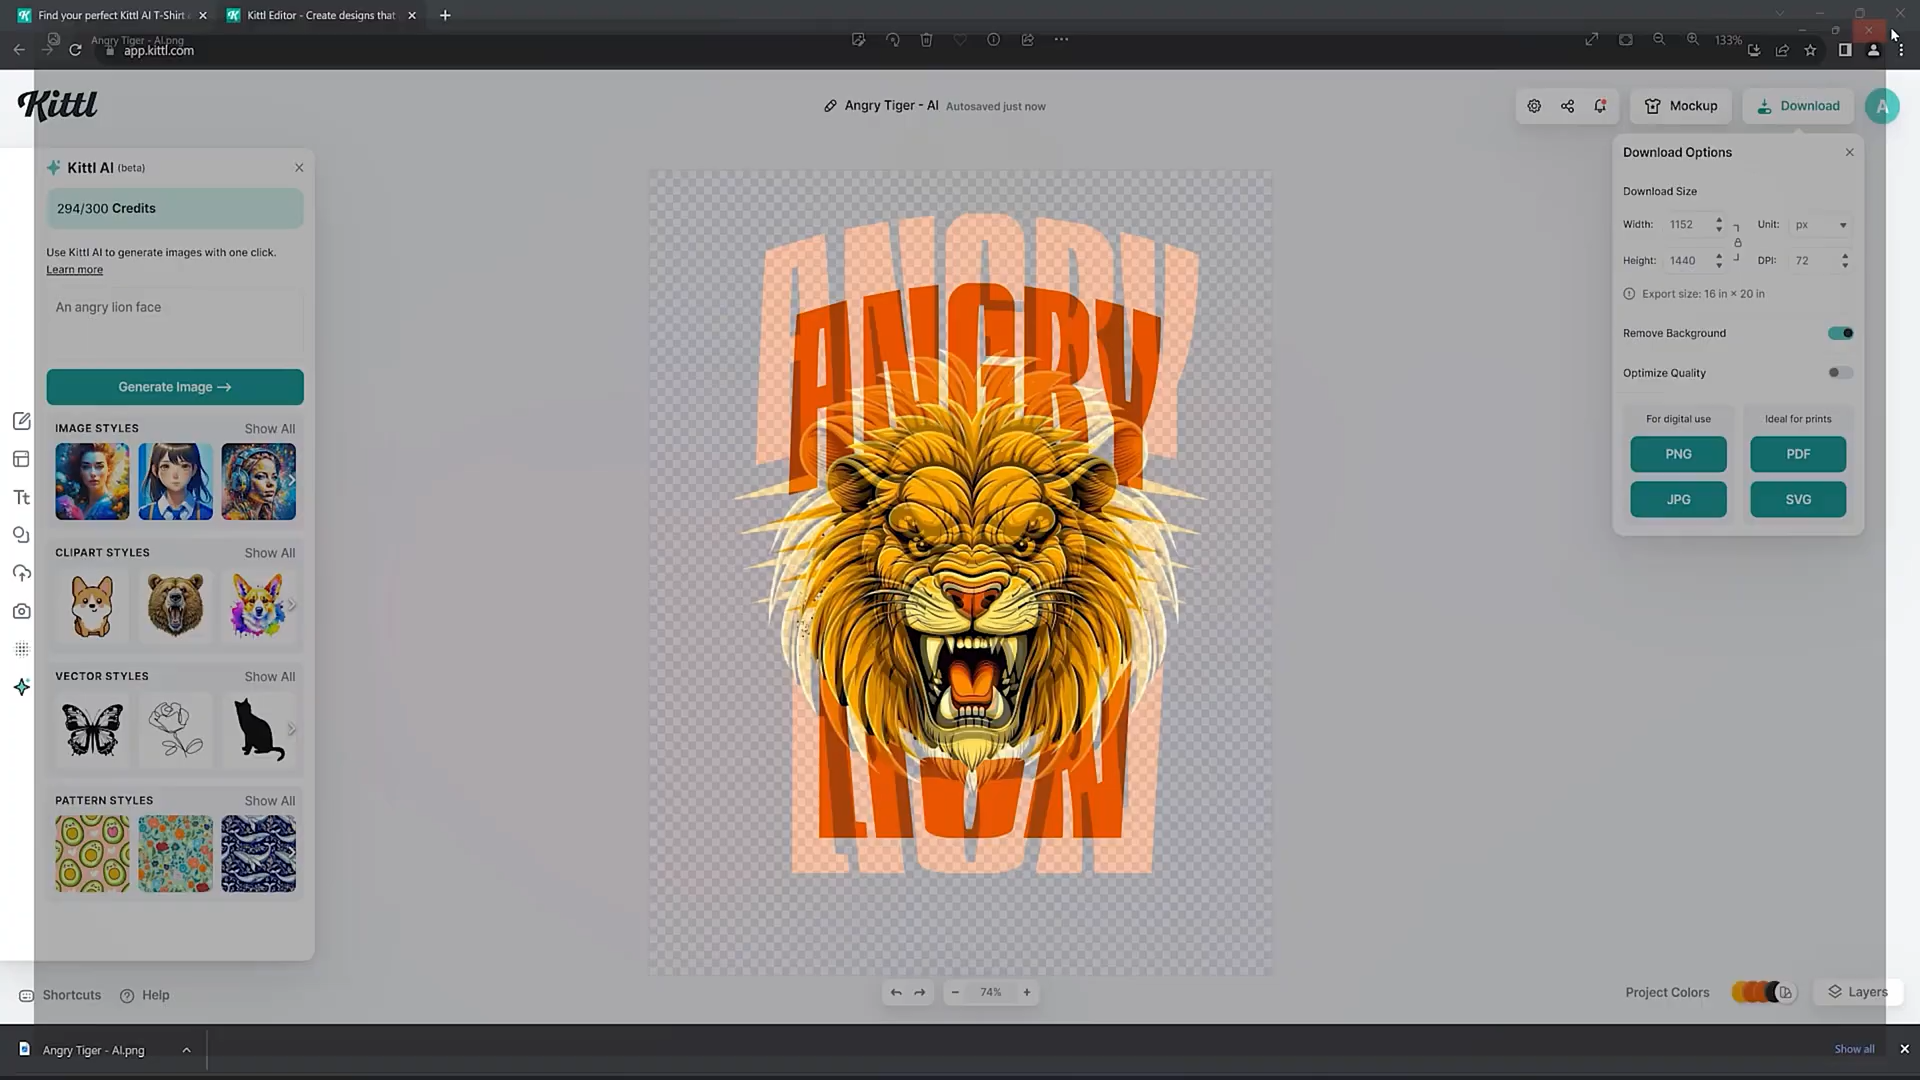 Find your perfect Kittl AI T-Shirt
Kittl Editor - Create designs that
Angry Tiger - AI.png
app.kittl.com
133%
Kittl
Angry Tiger - AI Autosaved just now
Mockup
Download
A
Kittl AI (beta)
294/300 Credits
Use Kittl AI to generate images with one click.
Learn more
An angry lion face
Generate Image →
IMAGE STYLES
Show All
CLIPART STYLES
Show All
VECTOR STYLES
Show All
PATTERN STYLES
Show All
Tt
ANGRY
ANGRY
LION
LION
Download Options
Download Size
Width: 1152
Unit: px
Height: 1440
DPI: 72
Export size: 16 in × 20 in
Remove Background
Optimize Quality
For digital use
Ideal for prints
PNG
PDF
JPG
SVG
Shortcuts
Help
74%
Project Colors
Layers
Angry Tiger - AI.png
Show all